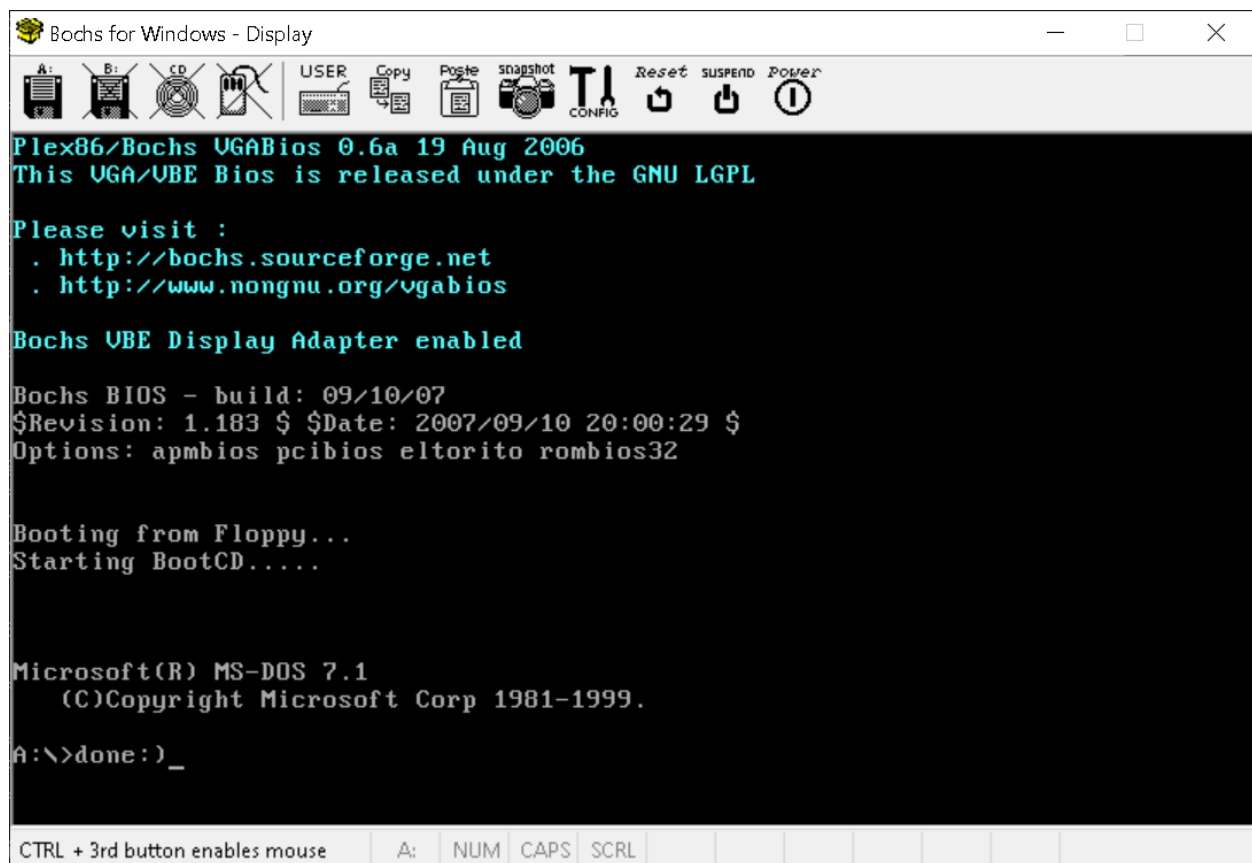 Bochs for Windows - Display
A: B: CD USER Copy Paste snapshot CONFIG Reset SUSPEND Power
Plex86/Bochs VGABios 0.6a 19 Aug 2006
This VGA/VBE Bios is released under the GNU LGPL
Please visit :
. http://bochs.sourceforge.net
. http://www.nongnu.org/vgabios
Bochs VBE Display Adapter enabled
Bochs BIOS - build: 09/10/07
$Revision: 1.183 $ $Date: 2007/09/10 20:00:29 $
Options: apmbios pcibios eltorito rombios32
Booting from Floppy...
Starting BootCD.....
Microsoft(R) MS-DOS 7.1
(C)Copyright Microsoft Corp 1981-1999.
A:\>done:)_
CTRL + 3rd button enables mouse A: NUM CAPS SCRL